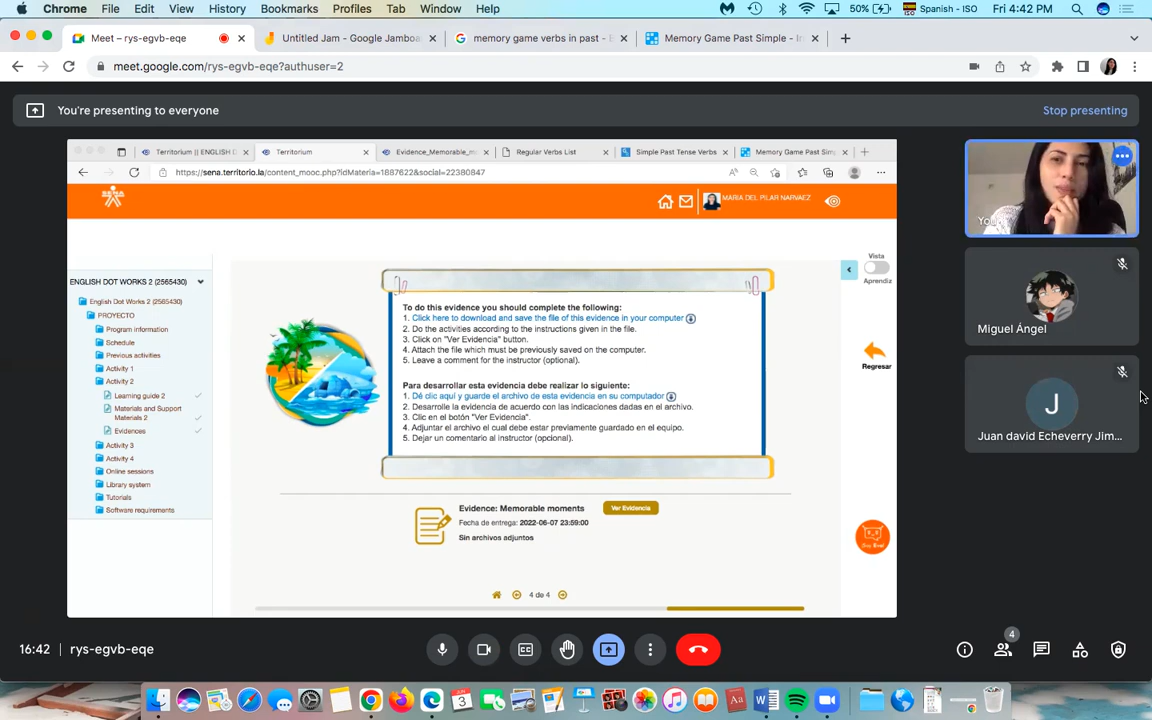 Chrome File Edit View History Bookmarks Profiles Tab Window Help 50% Spanish - ISO Fri 4:42 PM
Meet – rys-egvb-eqe Untitled Jam - Google Jamboa memory game verbs in past - B Memory Game Past Simple - In
meet.google.com/rys-egvb-eqe?authuser=2
You're presenting to everyone Stop presenting
Territorium || ENGLISH D Territorium Evidence_Memorable_m Regular Verbs List Simple Past Tense Verbs Memory Game Past Sim
https://sena.territorio.la/content_mooc.php?idMateria=1887622&social=22380847
MARIA DEL PILAR NARVAEZ
Vista
Aprendiz
ENGLISH DOT WORKS 2 (2565430)
English Dot Works 2 (2565430)
PROYECTO
Program information
Schedule
Previous activities
Activity 1
Activity 2
Learning guide 2
Materials and Support
Materials 2
Evidences
Activity 3
Activity 4
Online sessions
Library system
Tutorials
Software requirements
To do this evidence you should complete the following:
1. Click here to download and save the file of this evidence in your computer
2. Do the activities according to the instructions given in the file.
3. Click on "Ver Evidencia" button.
4. Attach the file which must be previously saved on the computer.
5. Leave a comment for the instructor (optional).
Para desarrollar esta evidencia debe realizar lo siguiente:
1. Dé clic aquí y guarde el archivo de esta evidencia en su computador
2. Desarrolle la evidencia de acuerdo con las indicaciones dadas en el archivo.
3. Clic en el botón "Ver Evidencia".
4. Adjuntar el archivo el cual debe estar previamente guardado en el equipo.
5. Dejar un comentario al instructor (opcional).
Regresar
Evidence: Memorable moments Ver Evidencia
Fecha de entrega: 2022-06-07 23:59:00
Sin archivos adjuntos
4 de 4
You
Miguel Ángel
J
Juan david Echeverry Jim...
16:42 | rys-egvb-eqe
4
3